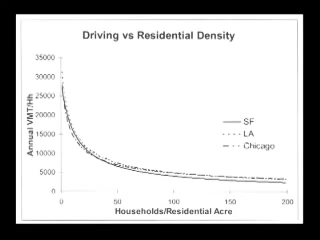 Driving vs Residential Density
35000
30000
25000
20000
15000
10000
5000
0
Annual VMT/Hh
SF
LA
Chicago
0
50
100
150
200
Households/Residential Acre